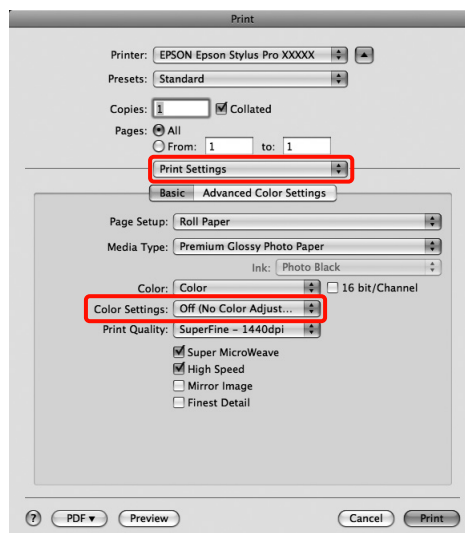 Print
Printer: EPSON Epson Stylus Pro XXXXX
Presets: Standard
Copies: 1 Collated
Pages: All
From: 1 to: 1
Print Settings
Basic Advanced Color Settings
Page Setup: Roll Paper
Media Type: Premium Glossy Photo Paper
Ink: Photo Black
Color: Color 16 bit/Channel
Color Settings: Off (No Color Adjust...
Print Quality: SuperFine – 1440dpi
Super MicroWeave
High Speed
Mirror Image
Finest Detail
? PDF▼ Preview Cancel Print